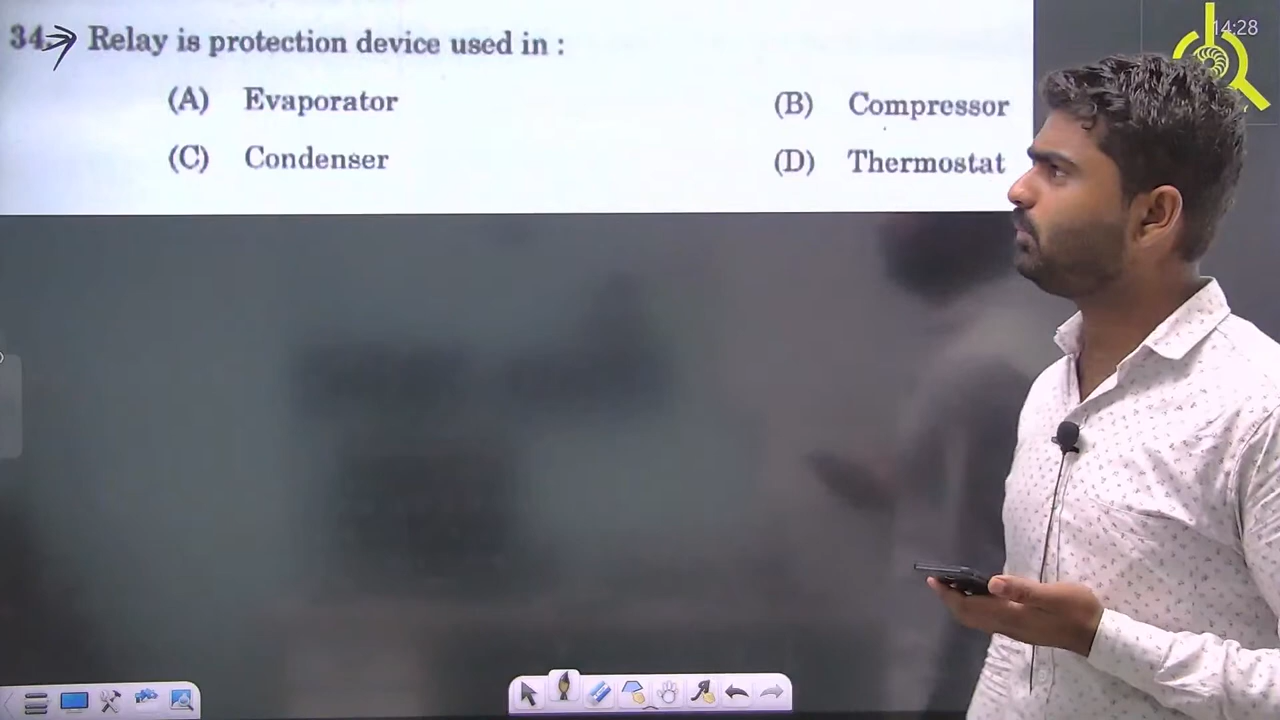 34. Relay is protection device used in :
(A) Evaporator
(B) Compressor
(C) Condenser
(D) Thermostat
14:28